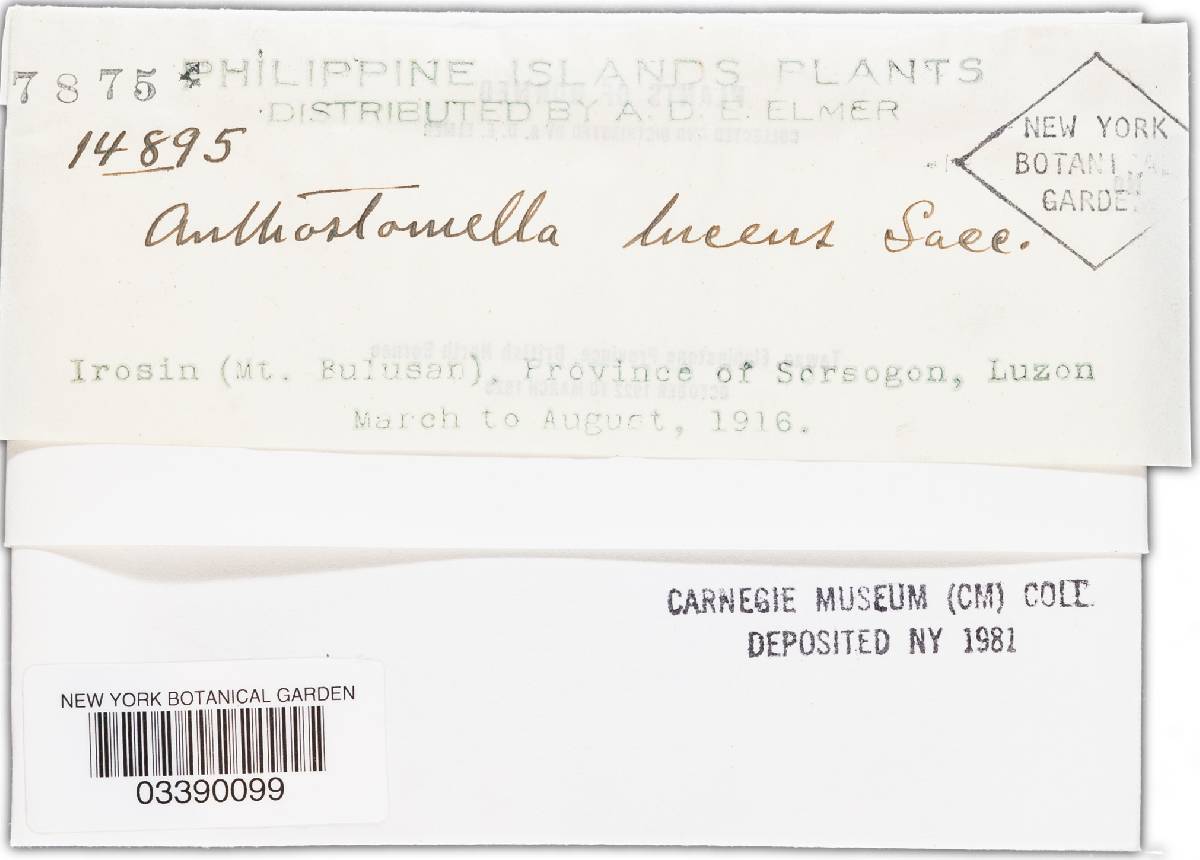 7875
PHILIPPINE ISLANDS PLANTS
DISTRIBUTED BY A. D. E. ELMER
14895
NEW YORK
BOTANICAL
GARDEN
Anthostomella lucens Sacc.
Irosin (Mt. Bulusan), Province of Sorsogon, Luzon
March to August, 1916.
CARNEGIE MUSEUM (CM) COLL.
DEPOSITED NY 1981
NEW YORK BOTANICAL GARDEN
03390099